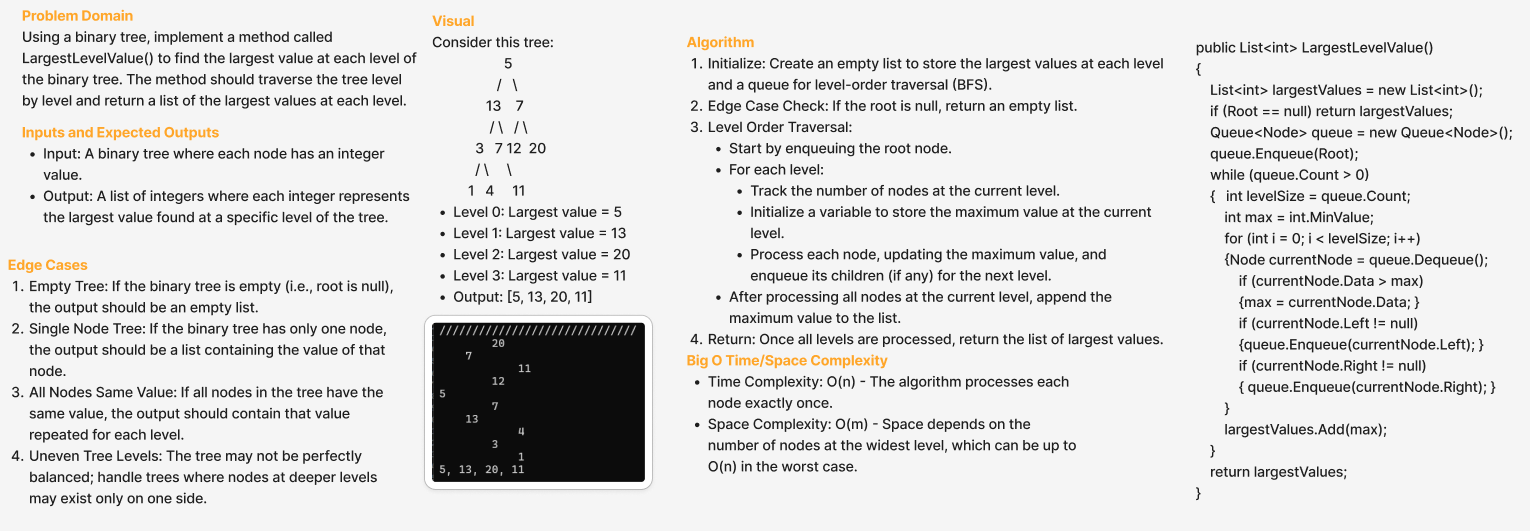 Problem Domain
Using a binary tree, implement a method called
LargestLevelValue() to find the largest value at each level of
the binary tree. The method should traverse the tree level
by level and return a list of the largest values at each level.
Inputs and Expected Outputs
• Input: A binary tree where each node has an integer
value.
• Output: A list of integers where each integer represents
the largest value found at a specific level of the tree.
Edge Cases
1. Empty Tree: If the binary tree is empty (i.e., root is null),
the output should be an empty list.
2. Single Node Tree: If the binary tree has only one node,
the output should be a list containing the value of that
node.
3. All Nodes Same Value: If all nodes in the tree have the
same value, the output should contain that value
repeated for each level.
4. Uneven Tree Levels: The tree may not be perfectly
balanced; handle trees where nodes at deeper levels
may exist only on one side.
Visual
Consider this tree:
5
/ \
13 7
/ \ / \
3 7 12 20
/ \ \
1 4 11
• Level 0: Largest value = 5
• Level 1: Largest value = 13
• Level 2: Largest value = 20
• Level 3: Largest value = 11
• Output: [5, 13, 20, 11]
//////////////////////////////
20
7
11
12
5
7
13
4
3
1
5, 13, 20, 11
Algorithm
1. Initialize: Create an empty list to store the largest values at each level
and a queue for level-order traversal (BFS).
2. Edge Case Check: If the root is null, return an empty list.
3. Level Order Traversal:
• Start by enqueuing the root node.
• For each level:
• Track the number of nodes at the current level.
• Initialize a variable to store the maximum value at the current
level.
• Process each node, updating the maximum value, and
enqueue its children (if any) for the next level.
• After processing all nodes at the current level, append the
maximum value to the list.
4. Return: Once all levels are processed, return the list of largest values.
Big O Time/Space Complexity
• Time Complexity: O(n) - The algorithm processes each
node exactly once.
• Space Complexity: O(m) - Space depends on the
number of nodes at the widest level, which can be up to
O(n) in the worst case.
public List<int> LargestLevelValue()
{
List<int> largestValues = new List<int>();
if (Root == null) return largestValues;
Queue<Node> queue = new Queue<Node>();
queue.Enqueue(Root);
while (queue.Count > 0)
{ int levelSize = queue.Count;
int max = int.MinValue;
for (int i = 0; i < levelSize; i++)
{Node currentNode = queue.Dequeue();
if (currentNode.Data > max)
{max = currentNode.Data; }
if (currentNode.Left != null)
{queue.Enqueue(currentNode.Left); }
if (currentNode.Right != null)
{ queue.Enqueue(currentNode.Right); }
}
largestValues.Add(max);
}
return largestValues;
}